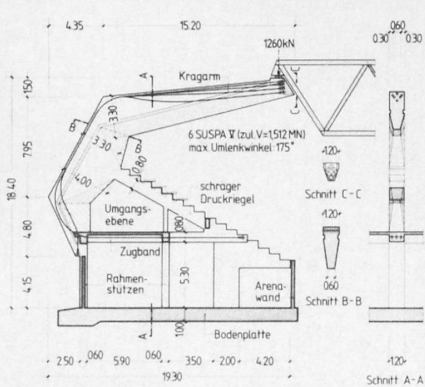 4.35
15.20
1260kN
0.60
0.30
0.30
A
Kragarm
C
C
1.50
3.30
B
3.30
6 SUSPA V (zul. V=1,512 MN)
max. Umlenkwinkel: 175°
7.95
B
0.80
1.20
4.00
schräger
Druckriegel
Schnitt C-C
18.40
Umgangs-
ebene
0.80
1.20
4.80
Zugband
Rahmen-
stützen
5.30
Arena-
wand
0.60
Schnitt B-B
4.15
A
1.00
Bodenplatte
2.50
0.60
5.90
0.60
3.50
2.00
4.20
1.20
19.30
Schnitt A-A